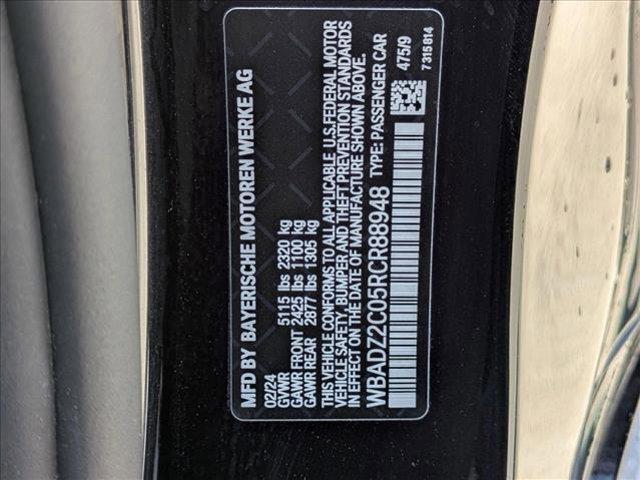 MFD BY BAYERISCHE MOTOREN WERKE AG
02/24
GVWR 5115 lbs 2320 kg
GAWR FRONT 2425 lbs 1100 kg
GAWR REAR 2877 lbs 1305 kg
THIS VEHICLE CONFORMS TO ALL APPLICABLE U.S.FEDERAL MOTOR
VEHICLE SAFETY, BUMPER AND THEFT PREVENTION STANDARDS
IN EFFECT ON THE DATE OF MANUFACTURE SHOWN ABOVE.
WBADZ2C05RCR88948 TYPE: PASSENGER CAR
475/9
7315814